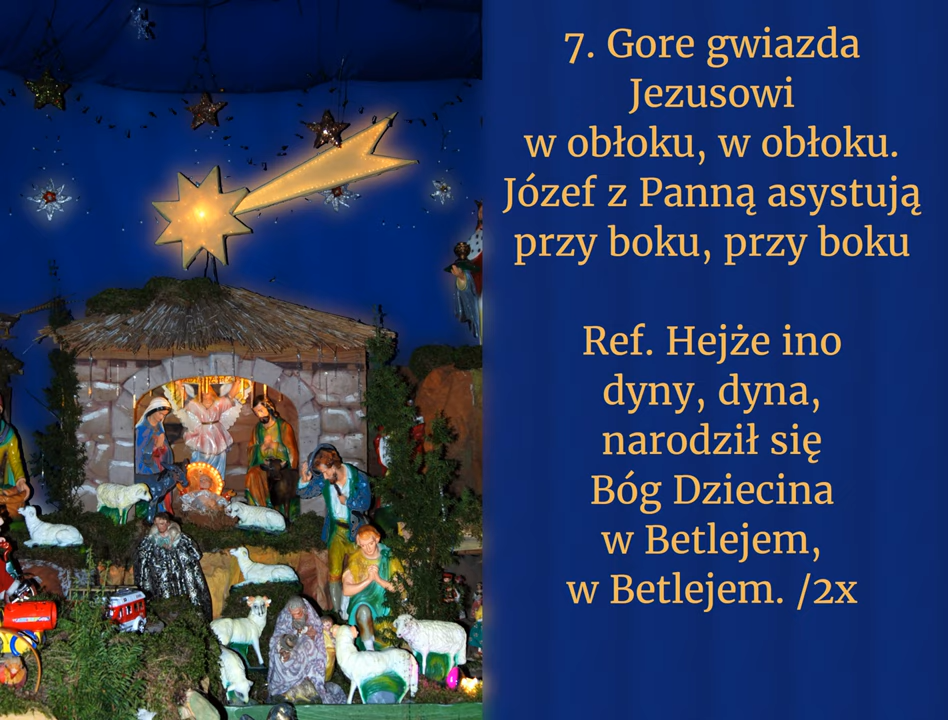 7. Gore gwiazda
Jezusowi
w obłoku, w obłoku.
Józef z Panną asystują
przy boku, przy boku
Ref. Hejże ino
dyny, dyna,
narodził się
Bóg Dziecina
w Betlejem,
w Betlejem. /2x